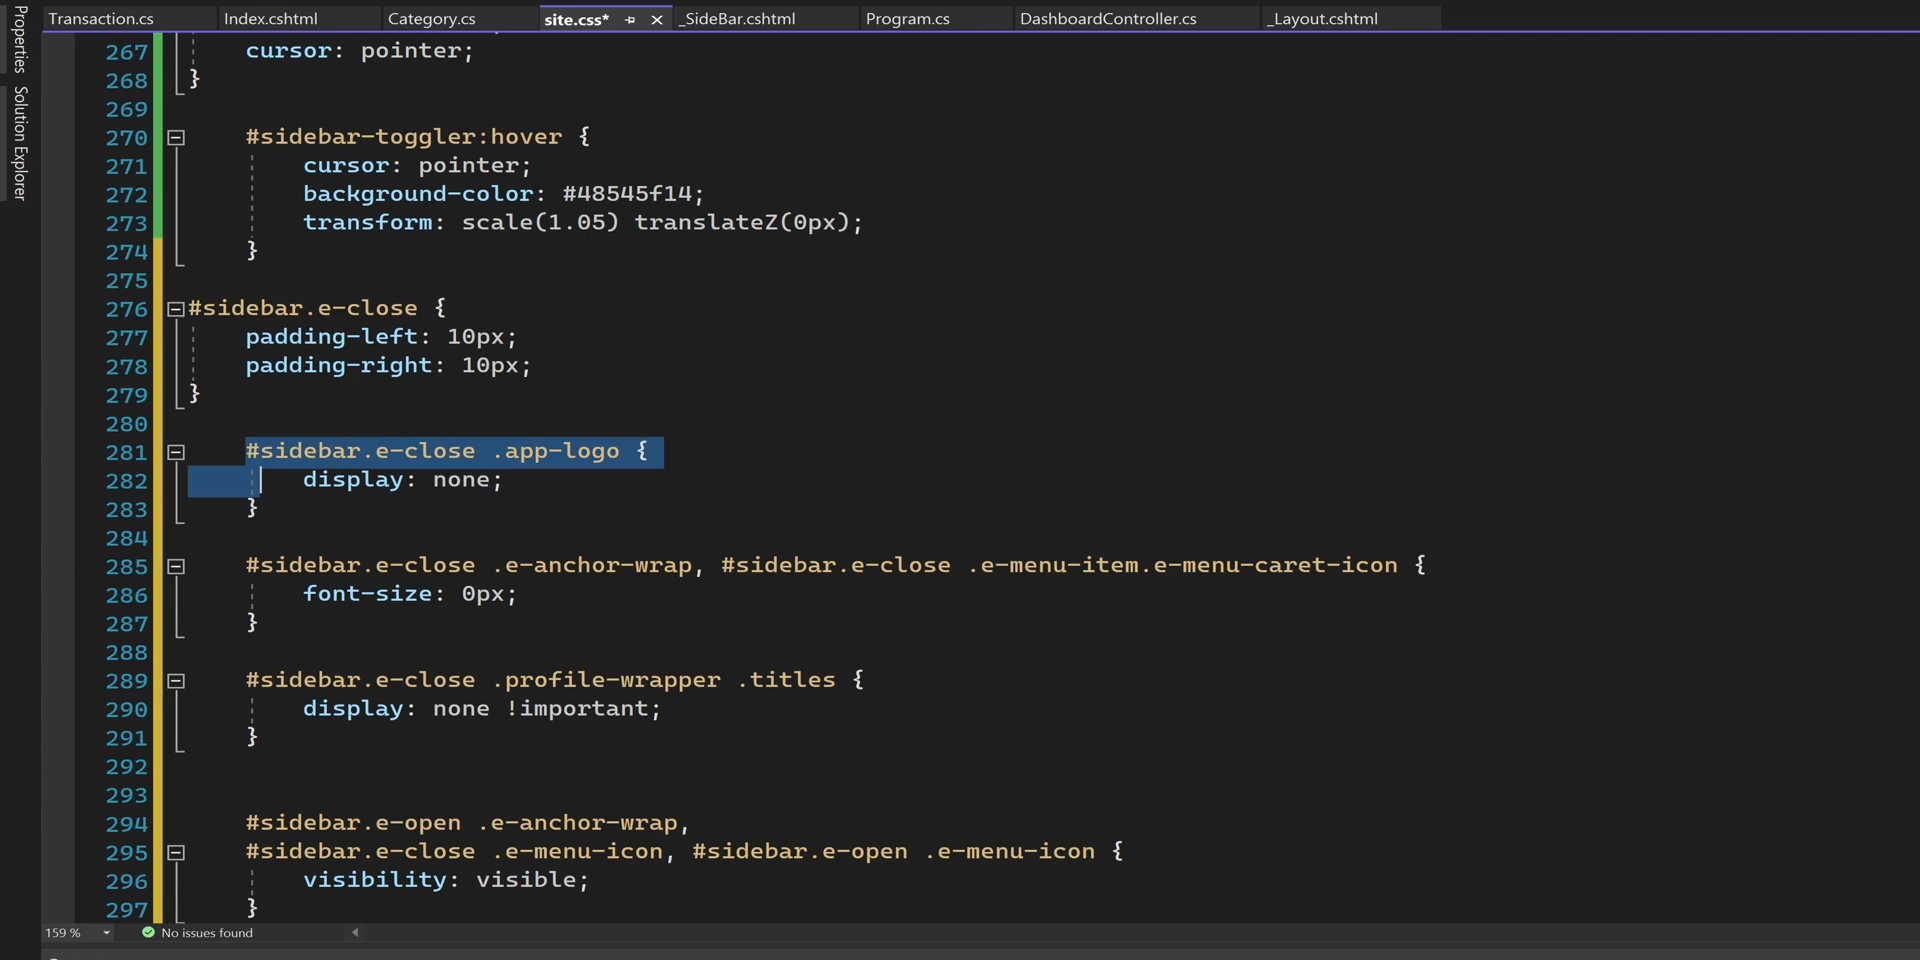 Transaction.cs Index.cshtml Category.cs site.css* _SideBar.cshtml Program.cs DashboardController.cs _Layout.cshtml
Properties
Solution Explorer
267 cursor: pointer;
268 }
269
270 #sidebar-toggler:hover {
271 cursor: pointer;
272 background-color: #48545f14;
273 transform: scale(1.05) translateZ(0px);
274 }
275
276 #sidebar.e-close {
277 padding-left: 10px;
278 padding-right: 10px;
279 }
280
281 #sidebar.e-close .app-logo {
282 display: none;
283 }
284
285 #sidebar.e-close .e-anchor-wrap, #sidebar.e-close .e-menu-item.e-menu-caret-icon {
286 font-size: 0px;
287 }
288
289 #sidebar.e-close .profile-wrapper .titles {
290 display: none !important;
291 }
292
293
294 #sidebar.e-open .e-anchor-wrap,
295 #sidebar.e-close .e-menu-icon, #sidebar.e-open .e-menu-icon {
296 visibility: visible;
297 }
159 % No issues found